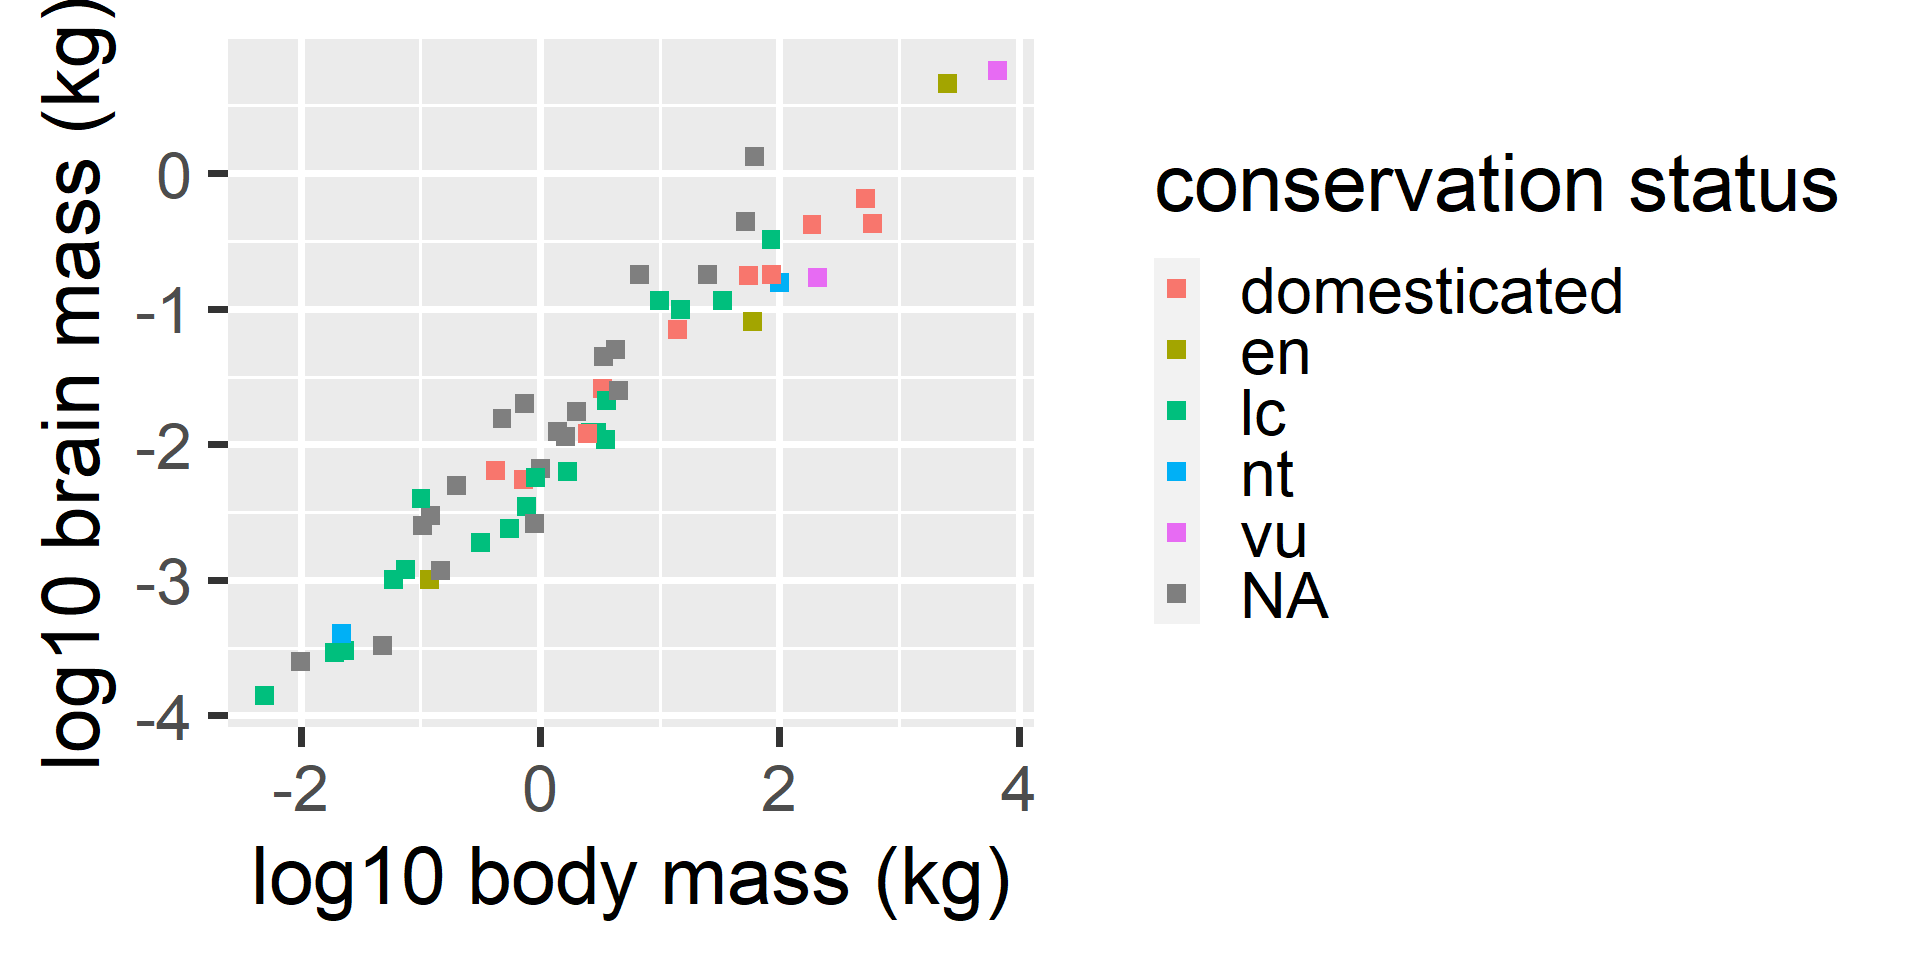 log10 brain mass (kg)
0
-1
-2
-3
-4
-2 0 2 4
log10 body mass (kg)
conservation status
domesticated
en
lc
nt
vu
NA